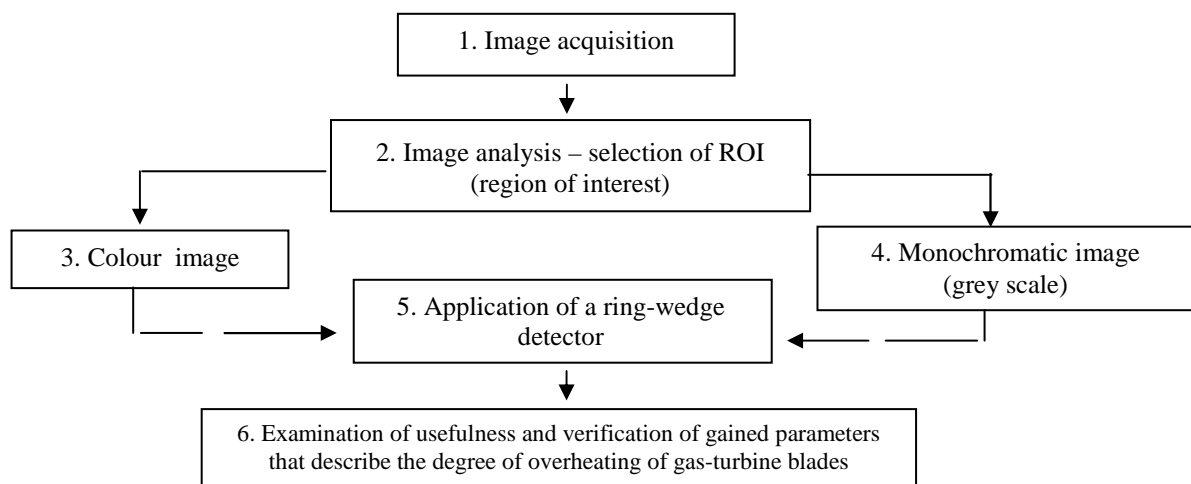 1. Image acquisition
2. Image analysis – selection of ROI
(region of interest)
3. Colour image
4. Monochromatic image
(grey scale)
5. Application of a ring-wedge
detector
6. Examination of usefulness and verification of gained parameters
that describe the degree of overheating of gas-turbine blades